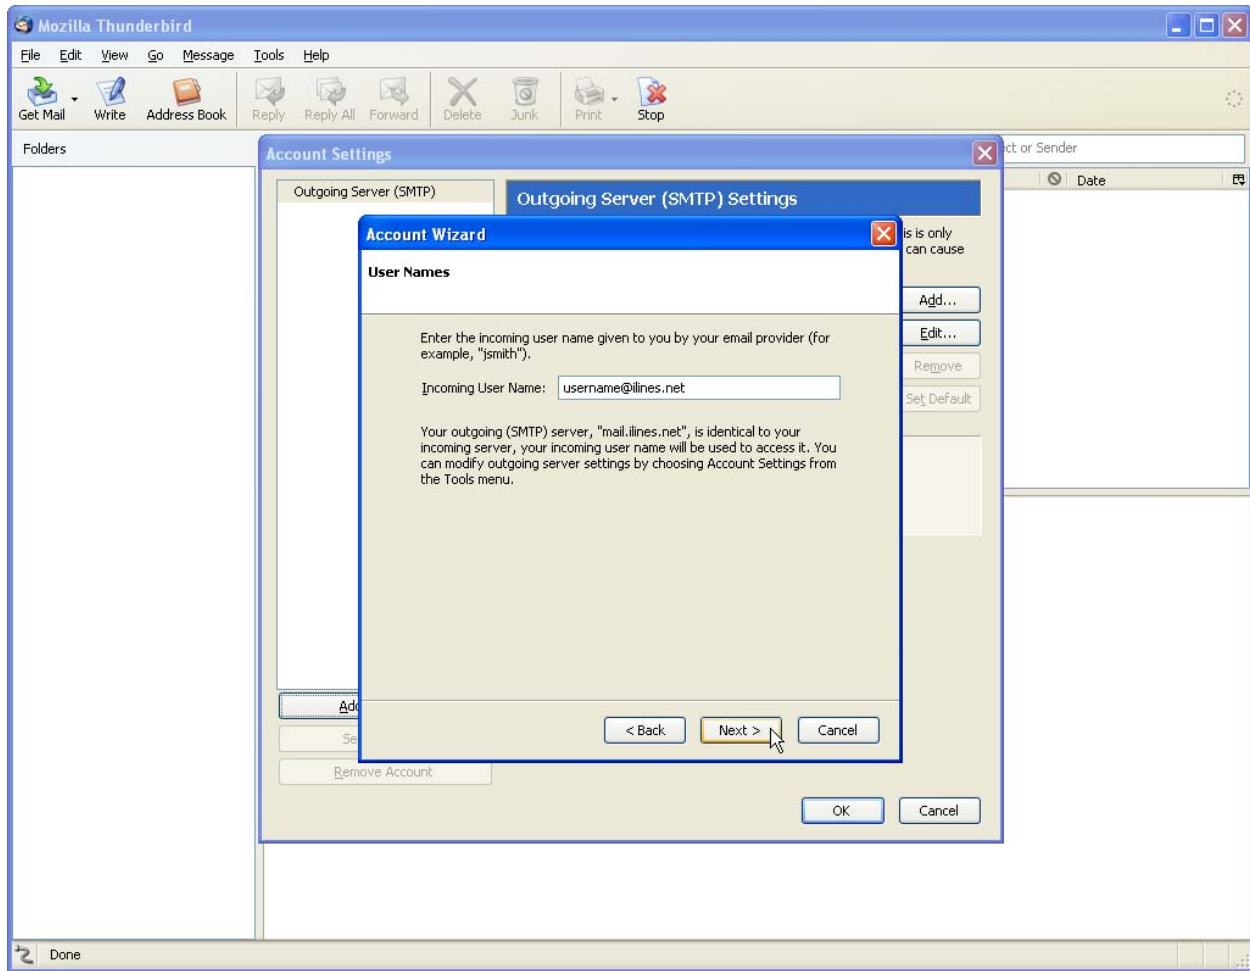 Mozilla Thunderbird
File Edit View Go Message Tools Help
Get Mail Write Address Book Reply Reply All Forward Delete Junk Print Stop
Folders
ct or Sender
Date
Account Settings
Outgoing Server (SMTP)
Outgoing Server (SMTP) Settings
is is only
can cause
Add...
Edit...
Remove
Set Default
Account Wizard
User Names
Enter the incoming user name given to you by your email provider (for
example, "jsmith").
Incoming User Name: username@ilines.net
Your outgoing (SMTP) server, "mail.ilines.net", is identical to your
incoming server, your incoming user name will be used to access it. You
can modify outgoing server settings by choosing Account Settings from
the Tools menu.
< Back Next > Cancel
Add
Se
Remove Account
OK Cancel
Done